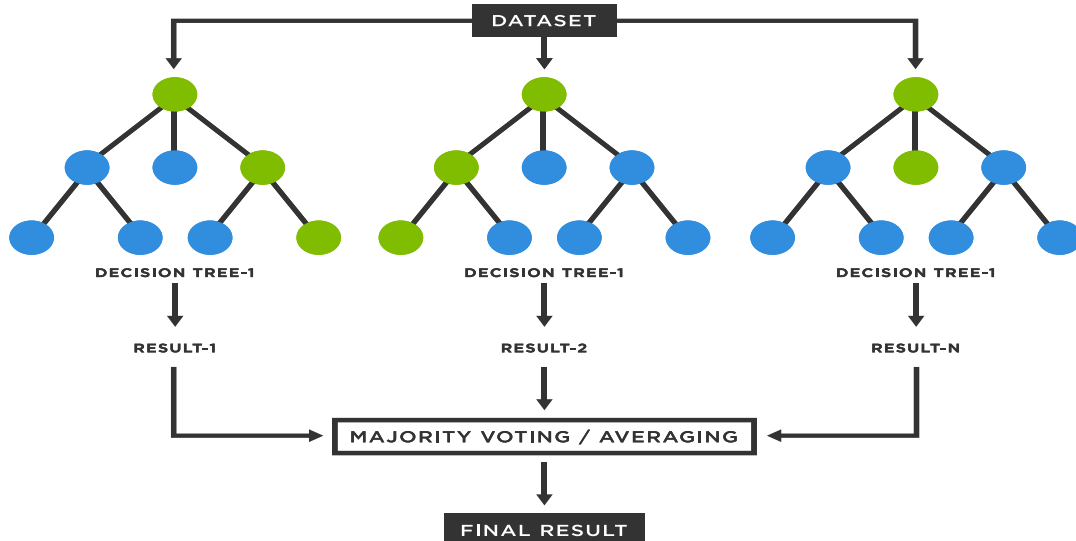 DATASET
DECISION TREE-1
DECISION TREE-1
DECISION TREE-1
RESULT-1
RESULT-2
RESULT-N
MAJORITY VOTING / AVERAGING
FINAL RESULT